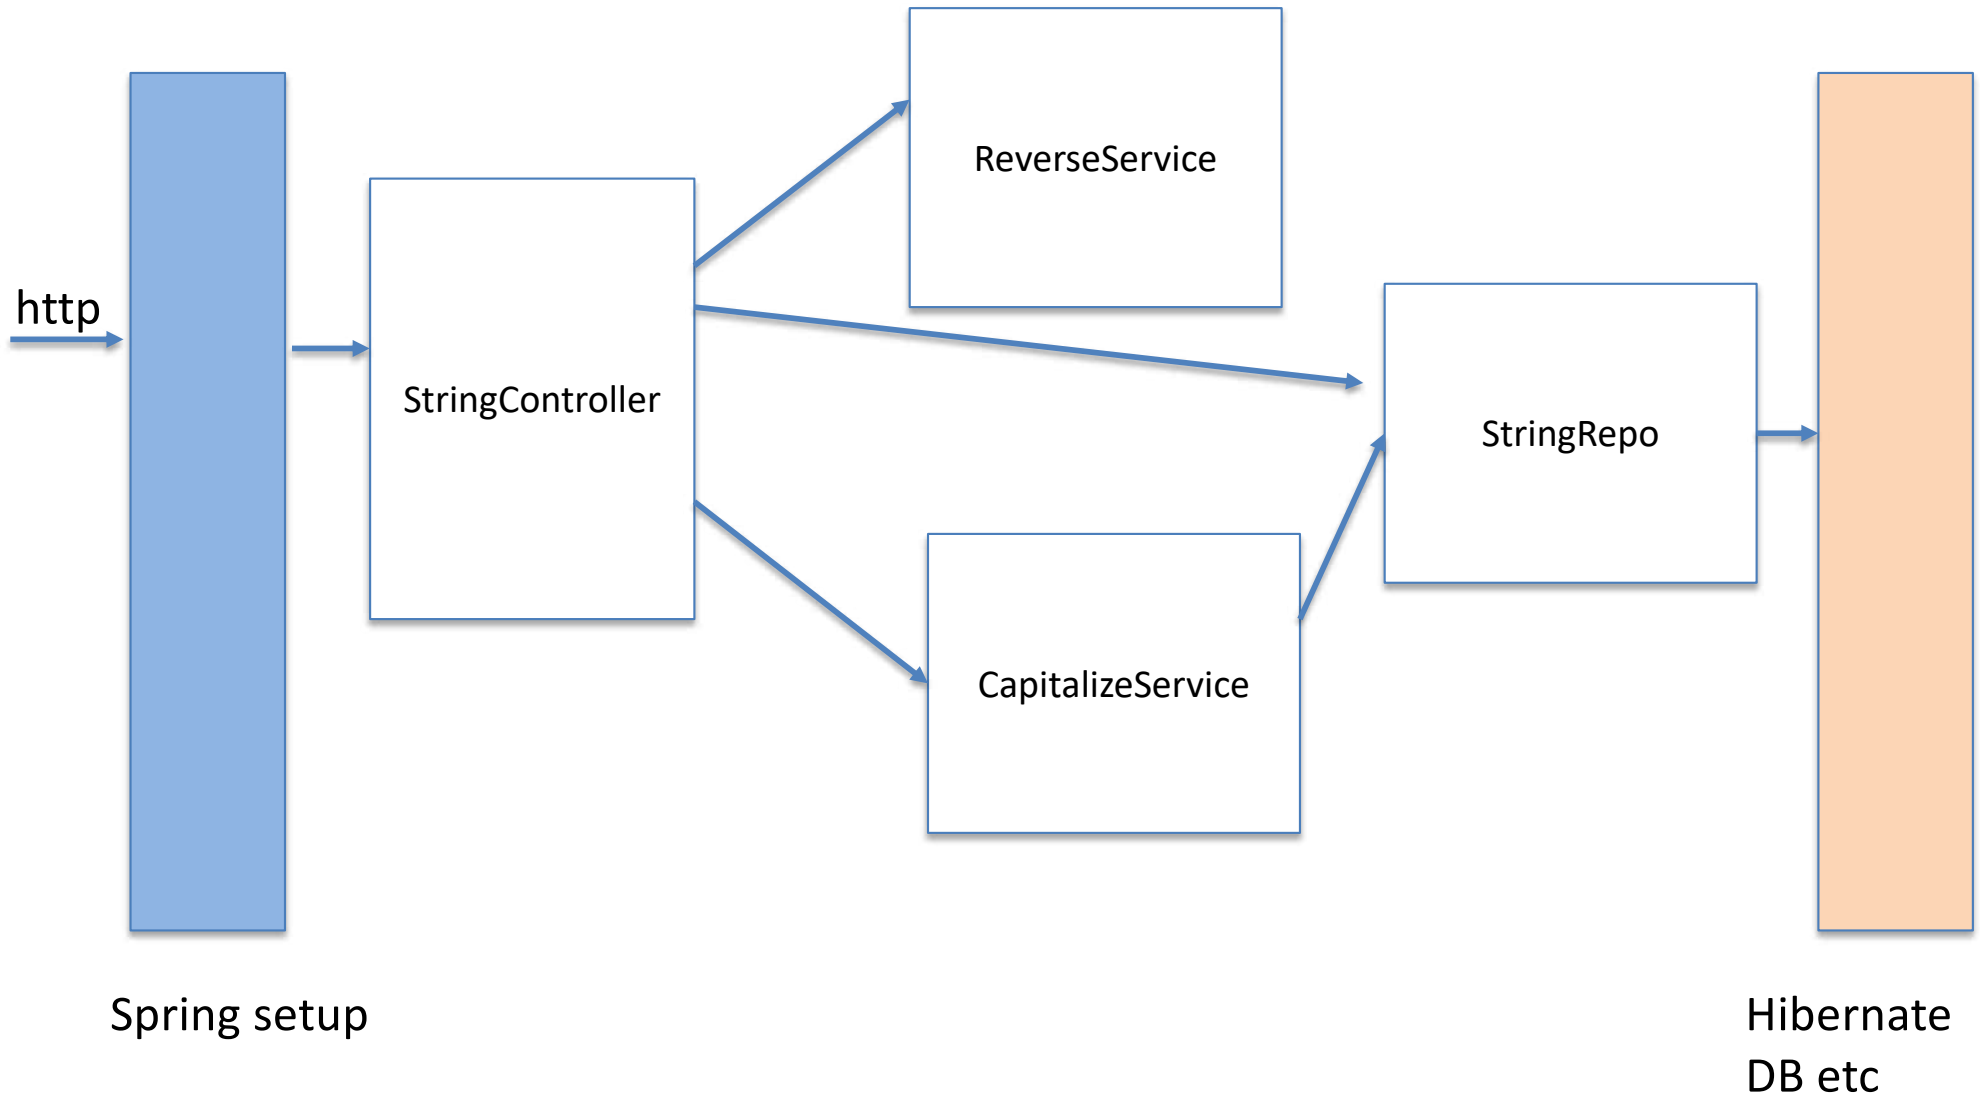 ReverseService
http
StringController
StringRepo
CapitalizeService
Spring setup
Hibernate
DB etc